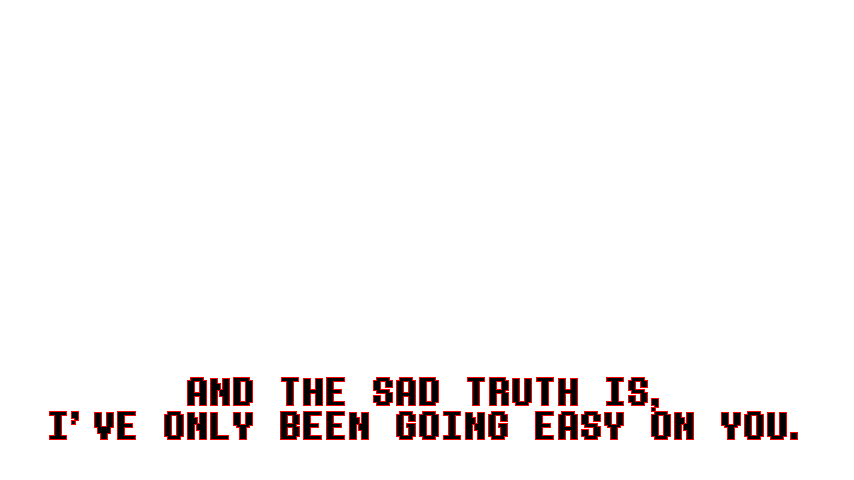 AND THE SAD TRUTH IS,
I'VE ONLY BEEN GOING EASY ON YOU.